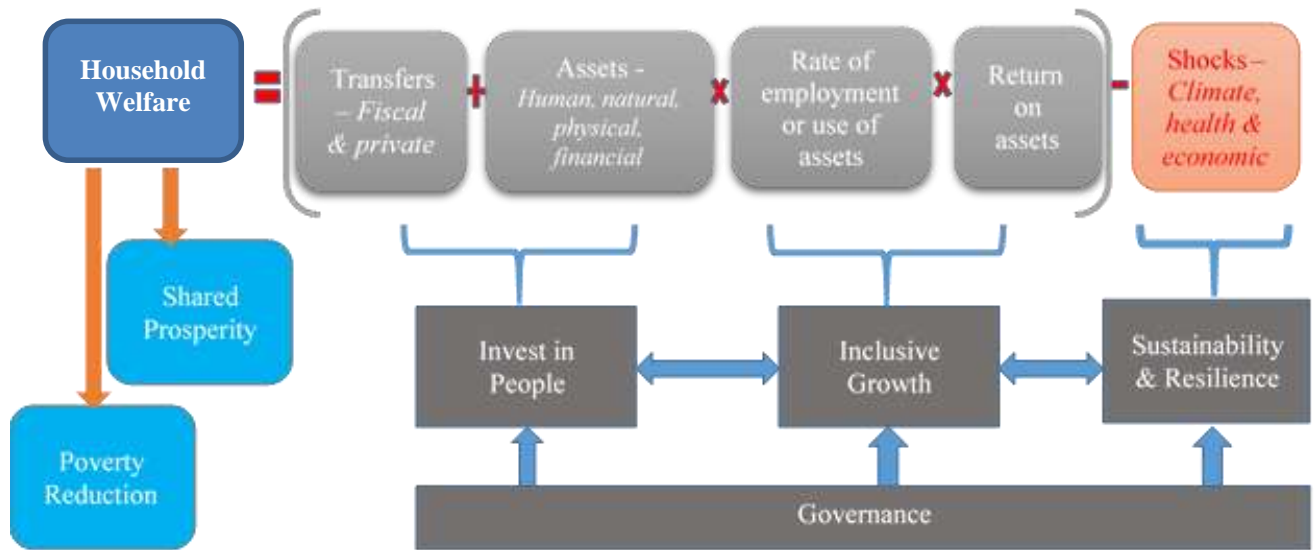 Household
Welfare
=
Transfers
– Fiscal
& private
+
Assets -
Human, natural,
physical,
financial
x
Rate of
employment
or use of
assets
x
Return
on
assets
-
Shocks –
Climate,
health &
economic
Shared
Prosperity
Poverty
Reduction
Invest in
People
Inclusive
Growth
Sustainability
& Resilience
Governance